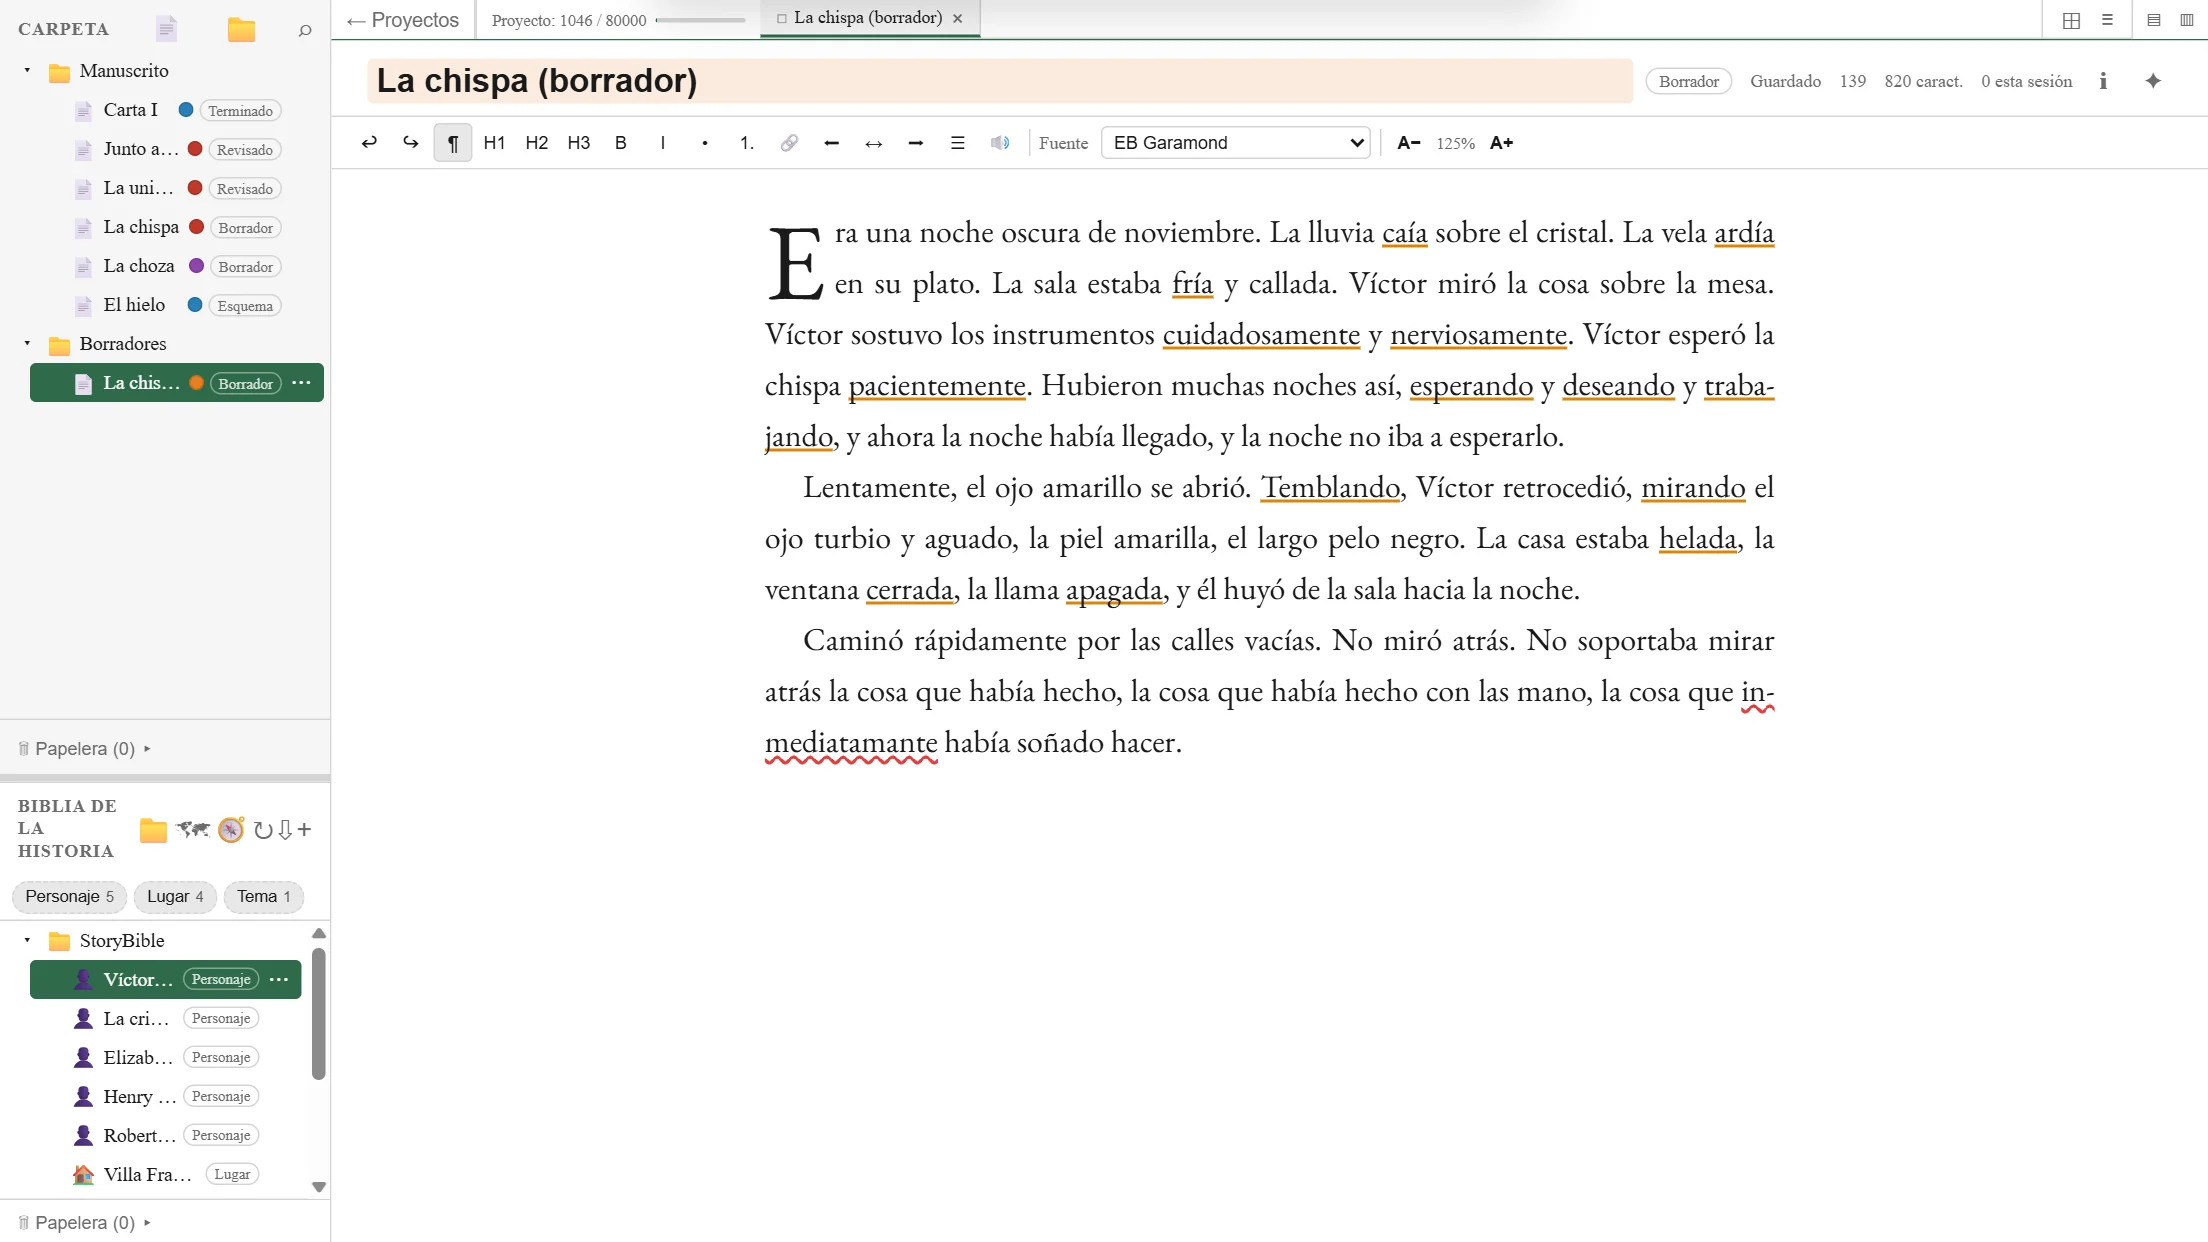 CARPETA
Manuscrito
Carta I Terminado
Junto a... Revisado
La uni... Revisado
La chispa Borrador
La choza Borrador
El hielo Esquema
Borradores
La chis... Borrador ...
Papelera (0)
BIBLIA DE
LA
HISTORIA
Personaje 5 Lugar 4 Tema 1
StoryBible
Víctor... Personaje ...
La cri... Personaje
Elizab... Personaje
Henry ... Personaje
Robert... Personaje
Villa Fra... Lugar
Papelera (0)
← Proyectos Proyecto: 1046 / 80000 La chispa (borrador) ×
La chispa (borrador) Borrador Guardado 139 820 caract. 0 esta sesión
¶ H1 H2 H3 B I • 1. Fuente EB Garamond A− 125% A+
Era una noche oscura de noviembre. La lluvia caía sobre el cristal. La vela ardía
en su plato. La sala estaba fría y callada. Víctor miró la cosa sobre la mesa.
Víctor sostuvo los instrumentos cuidadosamente y nerviosamente. Víctor esperó la
chispa pacientemente. Hubieron muchas noches así, esperando y deseando y traba-
jando, y ahora la noche había llegado, y la noche no iba a esperarlo.
Lentamente, el ojo amarillo se abrió. Temblando, Víctor retrocedió, mirando el
ojo turbio y aguado, la piel amarilla, el largo pelo negro. La casa estaba helada, la
ventana cerrada, la llama apagada, y él huyó de la sala hacia la noche.
Caminó rápidamente por las calles vacías. No miró atrás. No soportaba mirar
atrás la cosa que había hecho, la cosa que había hecho con las mano, la cosa que in-
mediatamante había soñado hacer.